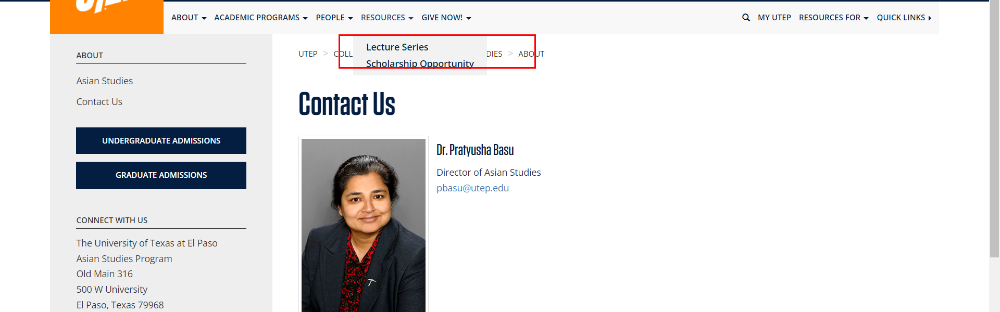 ABOUT ACADEMIC PROGRAMS PEOPLE RESOURCES GIVE NOW! MY UTEP RESOURCES FOR QUICK LINKS
Lecture Series
Scholarship Opportunity
UTEP > COLL DIES > ABOUT
ABOUT
Asian Studies
Contact Us
UNDERGRADUATE ADMISSIONS
GRADUATE ADMISSIONS
CONNECT WITH US
The University of Texas at El Paso
Asian Studies Program
Old Main 316
500 W University
El Paso, Texas 79968
Contact Us
Dr. Pratyusha Basu
Director of Asian Studies
pbasu@utep.edu